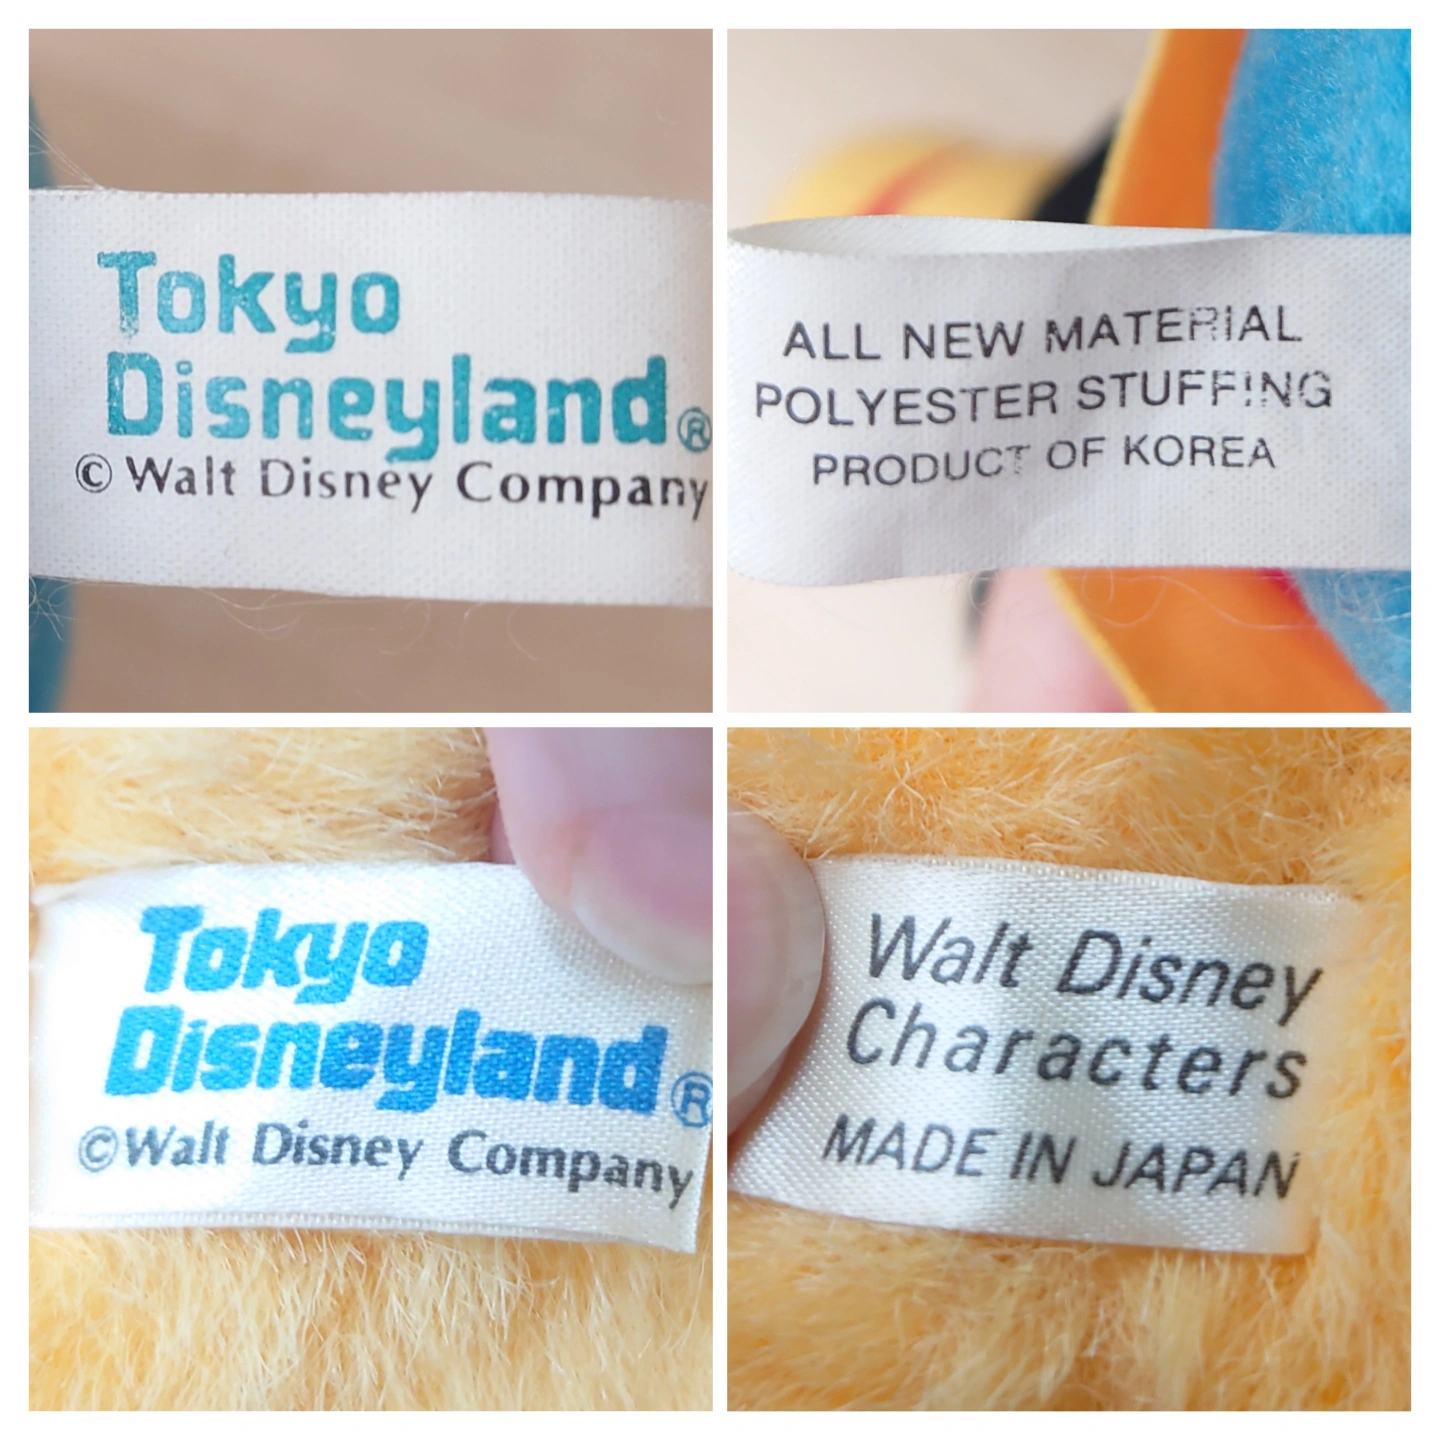 Tokyo
Disneyland®
© Walt Disney Company
ALL NEW MATERIAL
POLYESTER STUFFING
PRODUCT OF KOREA
Tokyo
Disneyland®
©Walt Disney Company
Walt Disney
Characters
MADE IN JAPAN